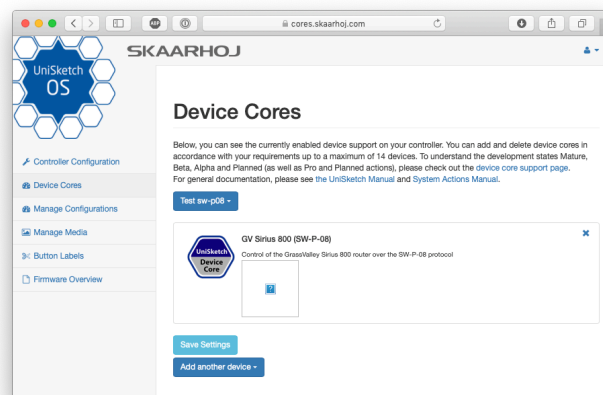 ABP
cores.skaarhoj.com
UniSketch
OS
SKAARHOJ
Device Cores
Below, you can see the currently enabled device support on your controller. You can add and delete device cores in
accordance with your requirements up to a maximum of 14 devices. To understand the development states Mature,
Beta, Alpha and Planned (as well as Pro and Planned actions), please check out the device core support page.
For general documentation, please see the UniSketch Manual and System Actions Manual.
Controller Configuration
Device Cores
Manage Configurations
Manage Media
Button Labels
Firmware Overview
Test sw-p08
UniSketch
Device
Core
GV Sirius 800 (SW-P-08)
Control of the GrassValley Sirius 800 router over the SW-P-08 protocol
?
Save Settings
Add another device